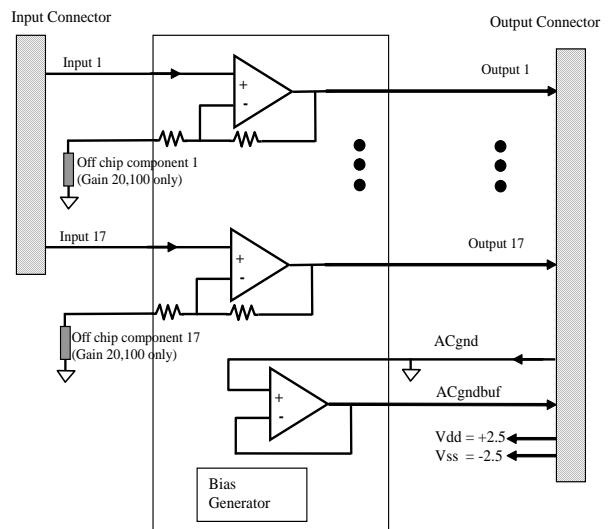 Input Connector
Output Connector
Input 1
Output 1
+
-
Off chip component 1
(Gain 20,100 only)
Input 17
Output 17
+
-
Off chip component 17
(Gain 20,100 only)
ACgnd
ACgndbuf
+
-
Vdd = +2.5
Vss = -2.5
Bias
Generator